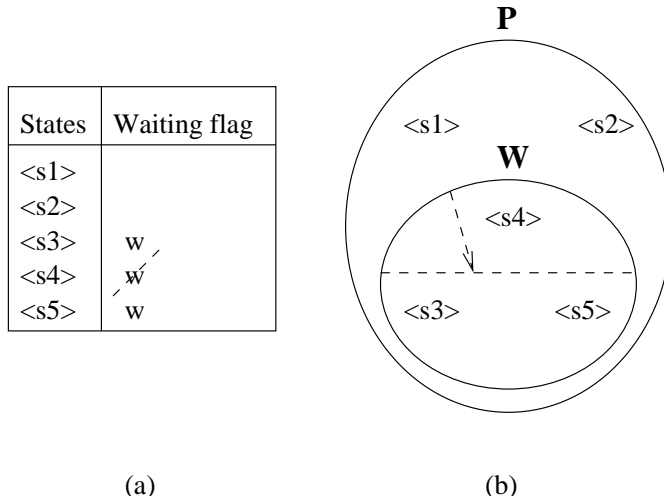 States Waiting flag
<s1>
<s2>
<s3> w
<s4> w
<s5> w
(a)
P
<s1> <s2>
W
<s4>
<s3> <s5>
(b)